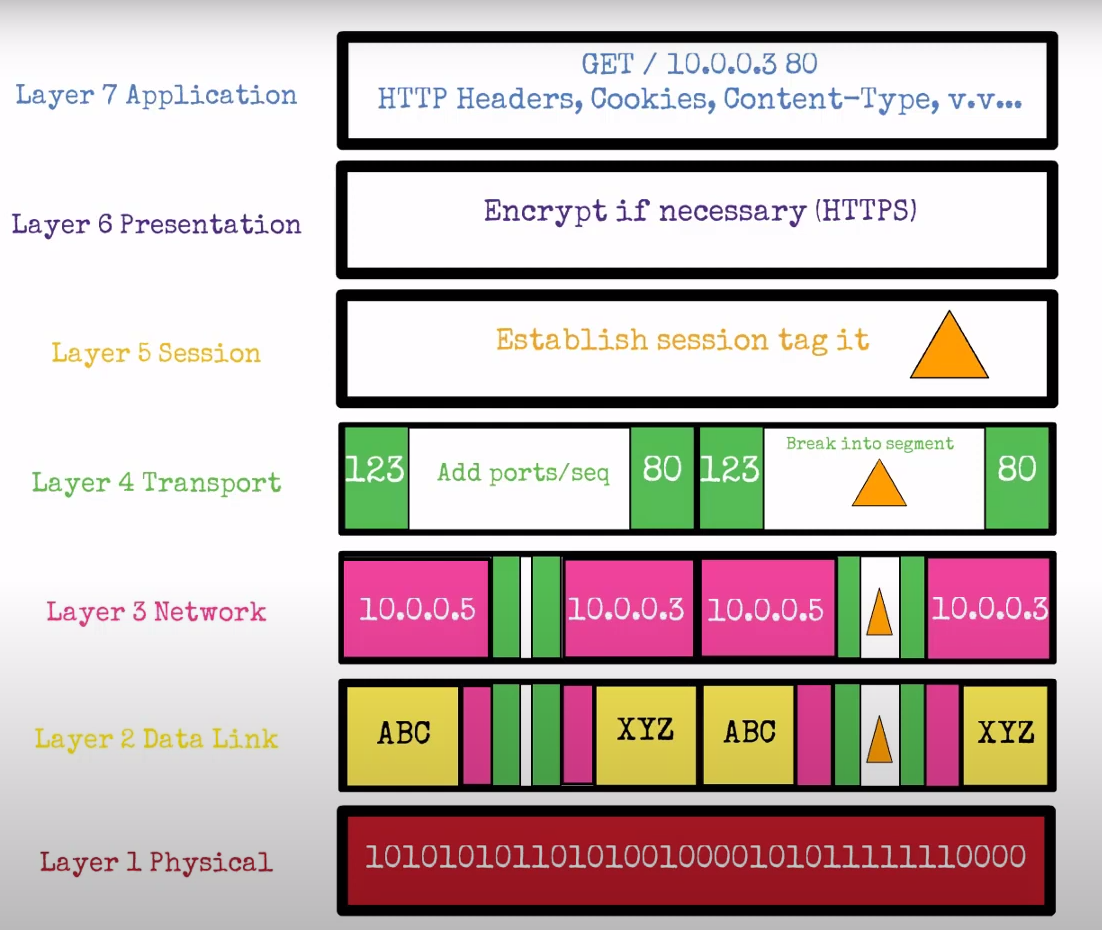 Layer 7 Application
GET / 10.0.0.3 80
HTTP Headers, Cookies, Content-Type, v.v...
Layer 6 Presentation
Encrypt if necessary (HTTPS)
Layer 5 Session
Establish session tag it
Layer 4 Transport
123 Add ports/seq 80 123 Break into segment 80
Layer 3 Network
10.0.0.5 10.0.0.3 10.0.0.5 10.0.0.3
Layer 2 Data Link
ABC XYZ ABC XYZ
Layer 1 Physical
1010101011010100100001010111111110000